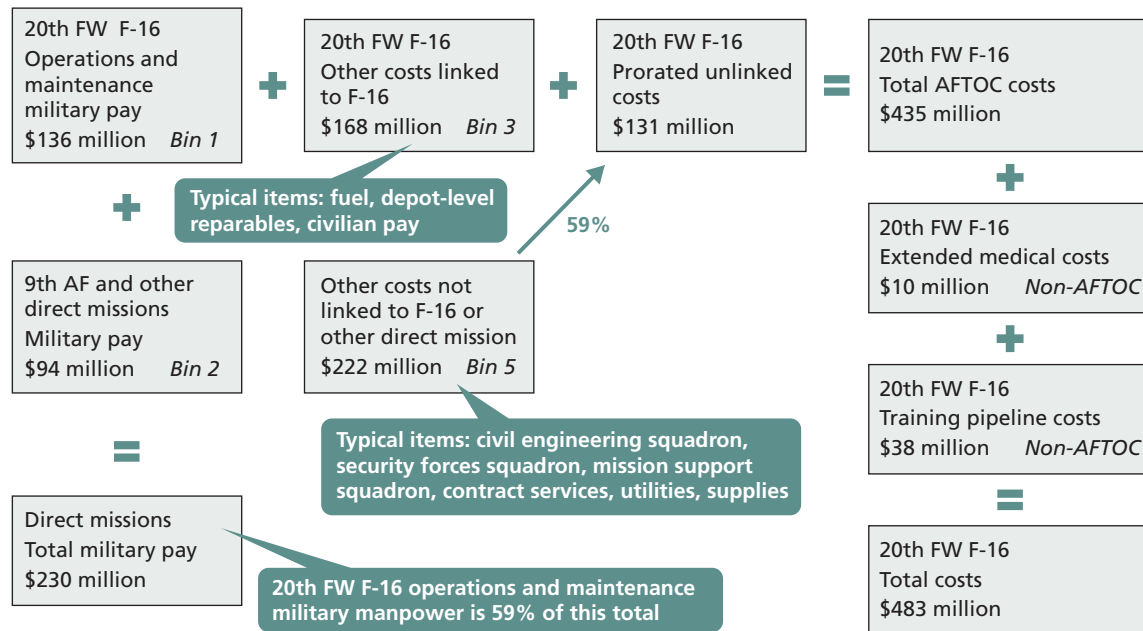 20th FW F-16
Operations and
maintenance
military pay
$136 million Bin 1
+
20th FW F-16
Other costs linked
to F-16
$168 million Bin 3
+
20th FW F-16
Prorated unlinked
costs
$131 million
=
20th FW F-16
Total AFTOC costs
$435 million
Typical items: fuel, depot-level
reparables, civilian pay
+
59%
+
9th AF and other
direct missions
Military pay
$94 million Bin 2
Other costs not
linked to F-16 or
other direct mission
$222 million Bin 5
20th FW F-16
Extended medical costs
$10 million Non-AFTOC
+
Typical items: civil engineering squadron,
security forces squadron, mission support
squadron, contract services, utilities, supplies
20th FW F-16
Training pipeline costs
$38 million Non-AFTOC
=
=
Direct missions
Total military pay
$230 million
20th FW F-16 operations and maintenance
military manpower is 59% of this total
20th FW F-16
Total costs
$483 million